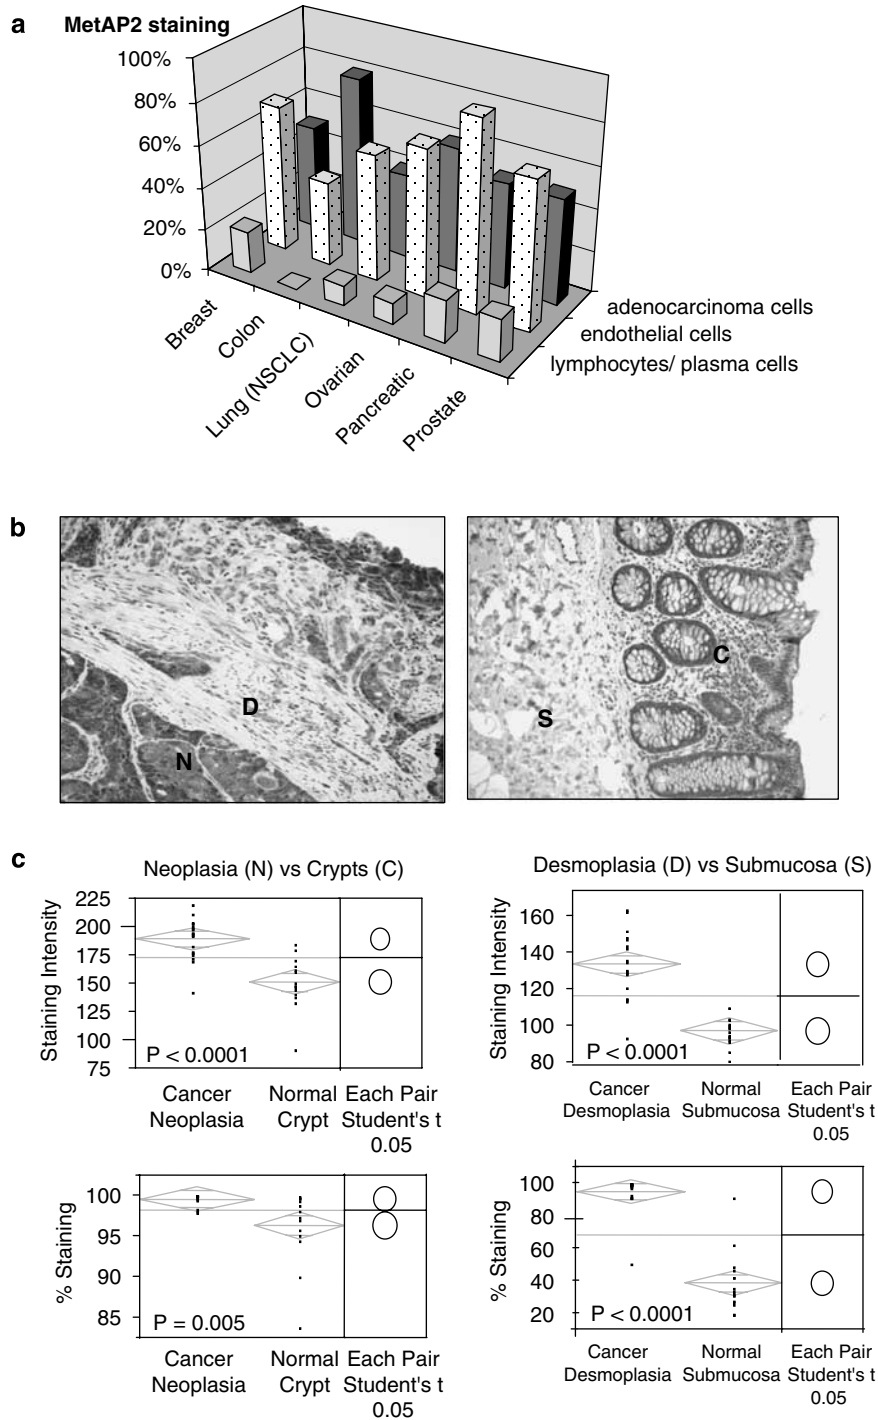 a MetAP2 staining
100%
80%
60%
40%
20%
0%
Breast
Colon
Lung (NSCLC)
Ovarian
Pancreatic
Prostate
adenocarcinoma cells
endothelial cells
lymphocytes/ plasma cells
b
D
N
S
C
c
Neoplasia (N) vs Crypts (C)
Staining Intensity
225
200
175
150
125
100
75
P < 0.0001
Cancer Neoplasia
Normal Crypt
Each Pair Student's t 0.05
Desmoplasia (D) vs Submucosa (S)
Staining Intensity
160
140
120
100
80
P < 0.0001
Cancer Desmoplasia
Normal Submucosa
Each Pair Student's t 0.05
% Staining
100
95
90
85
P = 0.005
Cancer Neoplasia
Normal Crypt
Each Pair Student's t 0.05
% Staining
100
80
60
40
20
P < 0.0001
Cancer Desmoplasia
Normal Submucosa
Each Pair Student's t 0.05